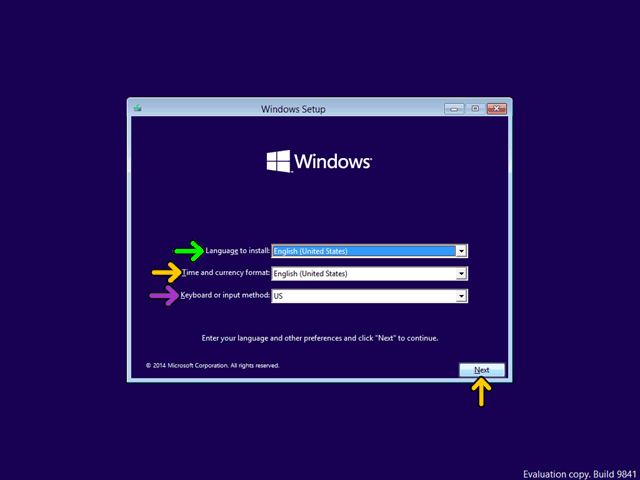 Windows Setup
Windows
Language to install: English (United States)
Time and currency format: English (United States)
Keyboard or input method: US
Enter your language and other preferences and click "Next" to continue.
© 2014 Microsoft Corporation. All rights reserved.
Next
Evaluation copy. Build 9841